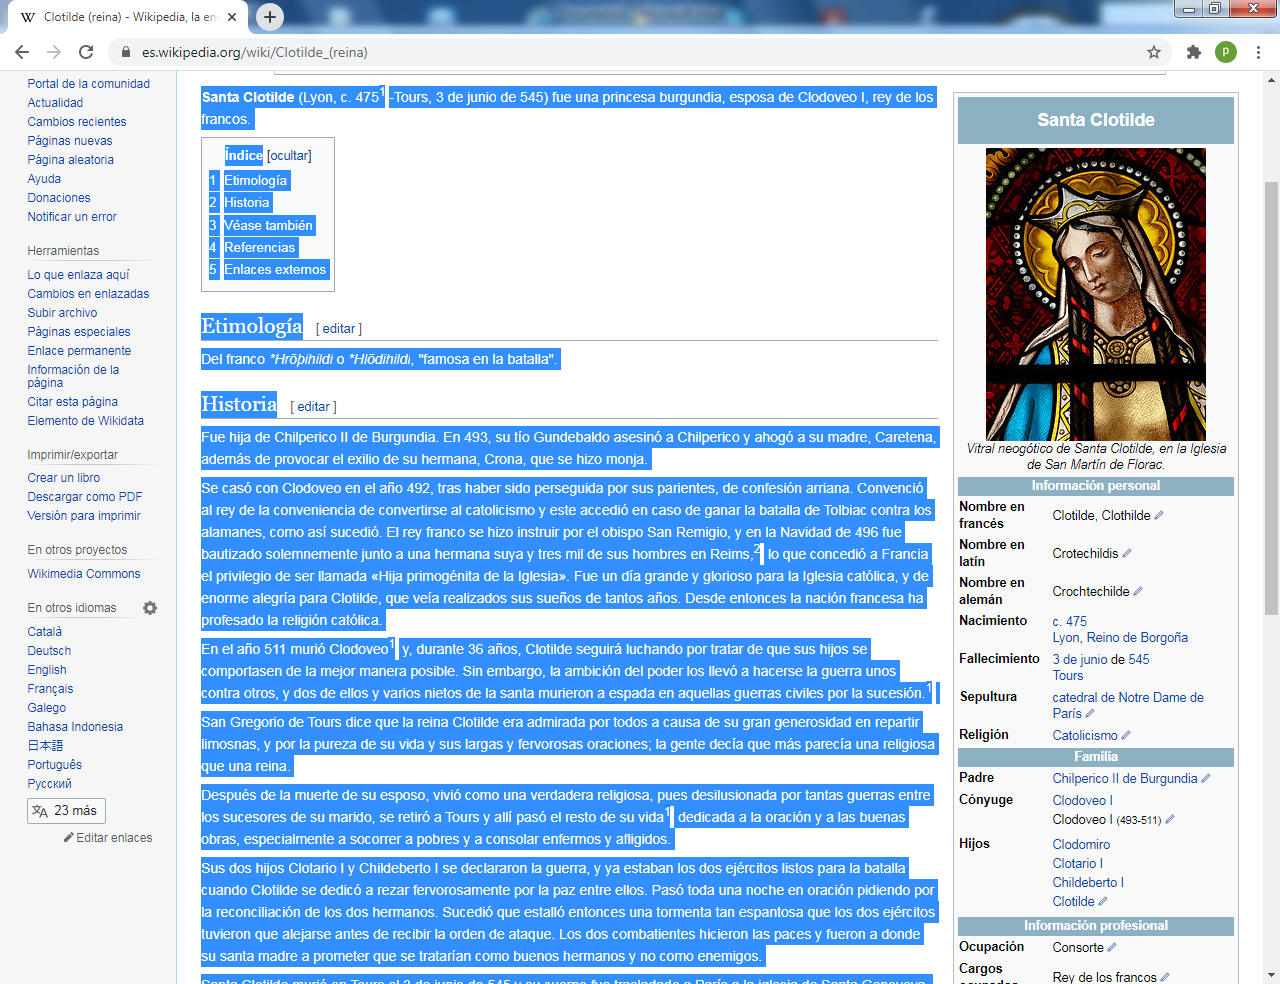 Clotilde (reina) - Wikipedia, la en
es.wikipedia.org/wiki/Clotilde_(reina)
p
Portal de la comunidad
Actualidad
Cambios recientes
Páginas nuevas
Página aleatoria
Ayuda
Donaciones
Notificar un error
Herramientas
Lo que enlaza aquí
Cambios en enlazadas
Subir archivo
Páginas especiales
Enlace permanente
Información de la
página
Citar esta página
Elemento de Wikidata
Imprimir/exportar
Crear un libro
Descargar como PDF
Versión para imprimir
En otros proyectos
Wikimedia Commons
En otros idiomas
Català
Deutsch
English
Français
Galego
Bahasa Indonesia
日本語
Português
Русский
23 más
Editar enlaces
Santa Clotilde (Lyon, c. 4751 -Tours, 3 de junio de 545) fue una princesa burgundia, esposa de Clodoveo I, rey de los
francos.
Índice [ocultar]
1 Etimología
2 Historia
3 Véase también
4 Referencias
5 Enlaces externos
Etimología [ editar ]
Del franco *Hrōþihildi o *Hlōdihildi, "famosa en la batalla".
Historia [ editar ]
Fue hija de Chilperico II de Burgundia. En 493, su tío Gundebaldo asesinó a Chilperico y ahogó a su madre, Caretena,
además de provocar el exilio de su hermana, Crona, que se hizo monja.
Se casó con Clodoveo en el año 492, tras haber sido perseguida por sus parientes, de confesión arriana. Convenció
al rey de la conveniencia de convertirse al catolicismo y este accedió en caso de ganar la batalla de Tolbiac contra los
alamanes, como así sucedió. El rey franco se hizo instruir por el obispo San Remigio, y en la Navidad de 496 fue
bautizado solemnemente junto a una hermana suya y tres mil de sus hombres en Reims,2 lo que concedió a Francia
el privilegio de ser llamada «Hija primogénita de la Iglesia». Fue un día grande y glorioso para la Iglesia católica, y de
enorme alegría para Clotilde, que veía realizados sus sueños de tantos años. Desde entonces la nación francesa ha
profesado la religión católica.
En el año 511 murió Clodoveo1 y, durante 36 años, Clotilde seguirá luchando por tratar de que sus hijos se
comportasen de la mejor manera posible. Sin embargo, la ambición del poder los llevó a hacerse la guerra unos
contra otros, y dos de ellos y varios nietos de la santa murieron a espada en aquellas guerras civiles por la sucesión.1
San Gregorio de Tours dice que la reina Clotilde era admirada por todos a causa de su gran generosidad en repartir
limosnas, y por la pureza de su vida y sus largas y fervorosas oraciones; la gente decía que más parecía una religiosa
que una reina.
Después de la muerte de su esposo, vivió como una verdadera religiosa, pues desilusionada por tantas guerras entre
los sucesores de su marido, se retiró a Tours y allí pasó el resto de su vida1 dedicada a la oración y a las buenas
obras, especialmente a socorrer a pobres y a consolar enfermos y afligidos.
Sus dos hijos Clotario I y Childeberto I se declararon la guerra, y ya estaban los dos ejércitos listos para la batalla
cuando Clotilde se dedicó a rezar fervorosamente por la paz entre ellos. Pasó toda una noche en oración pidiendo por
la reconciliación de los dos hermanos. Sucedió que estalló entonces una tormenta tan espantosa que los dos ejércitos
tuvieron que alejarse antes de recibir la orden de ataque. Los dos combatientes hicieron las paces y fueron a donde
su santa madre a prometer que se tratarían como buenos hermanos y no como enemigos.
Santa Clotilde murió en Tours el 3 de junio de 545 y su cuerpo fue trasladado a París a la iglesia de Santa Genoveva
Santa Clotilde
Vitral neogótico de Santa Clotilde, en la Iglesia
de San Martín de Florac.
Información personal
Nombre en
francés
Clotilde, Clothilde
Nombre en
latín
Crotechildis
Nombre en
alemán
Crochtechilde
Nacimiento c. 475
Lyon, Reino de Borgoña
Fallecimiento 3 de junio de 545
Tours
Sepultura catedral de Notre Dame de
París
Religión Catolicismo
Familia
Padre Chilperico II de Burgundia
Cónyuge Clodoveo I
Clodoveo I (493-511)
Hijos Clodomiro
Clotario I
Childeberto I
Clotilde
Información profesional
Ocupación Consorte
Cargos
Rey de los francos